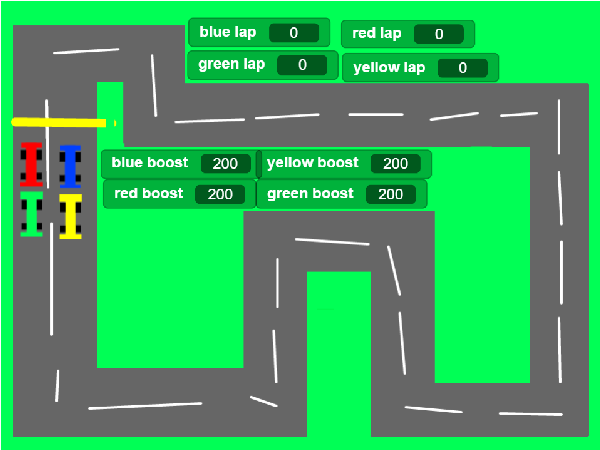 blue lap 0 red lap 0
green lap 0 yellow lap 0
blue boost 200 yellow boost 200
red boost 200 green boost 200